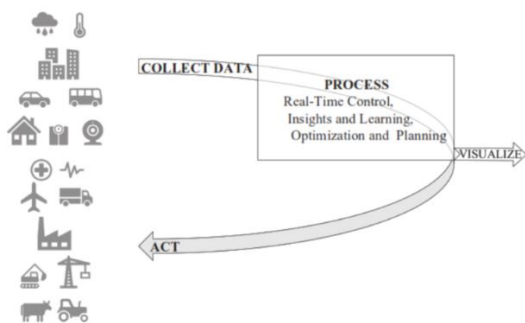 COLLECT DATA
PROCESS
Real-Time Control,
Insights and Learning,
Optimization and Planning
VISUALIZE
ACT